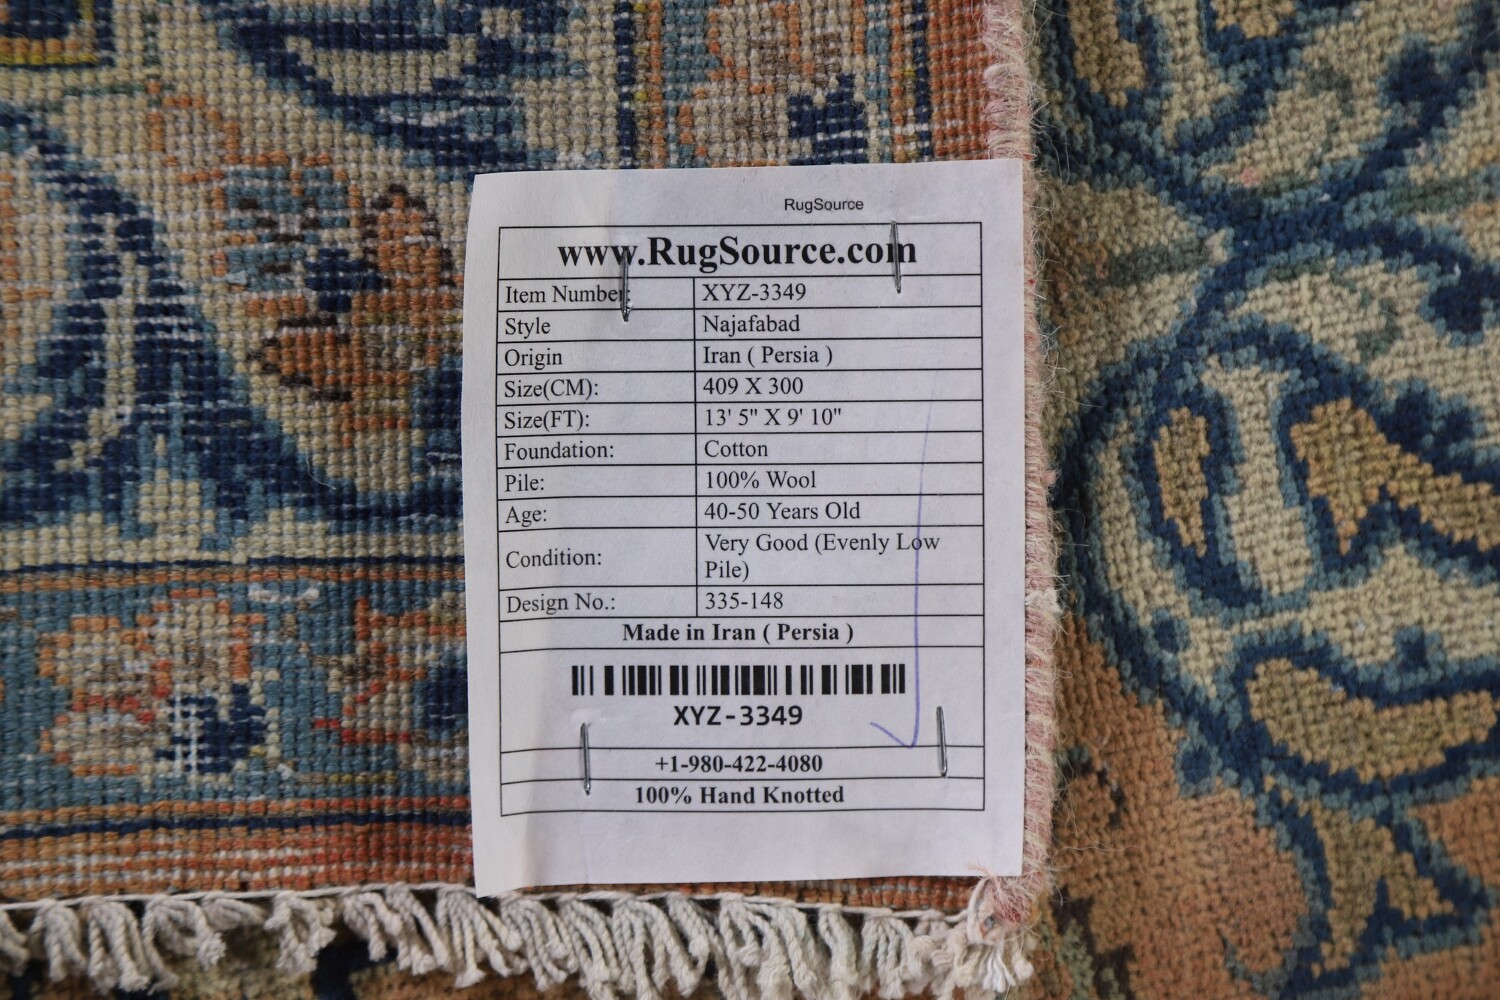 RugSource
www.RugSource.com
Item Number: XYZ-3349
Style Najafabad
Origin Iran ( Persia )
Size(CM): 409 X 300
Size(FT): 13' 5" X 9' 10"
Foundation: Cotton
Pile: 100% Wool
Age: 40-50 Years Old
Condition: Very Good (Evenly Low
Pile)
Design No.: 335-148
Made in Iran ( Persia )
XYZ-3349
+1-980-422-4080
100% Hand Knotted